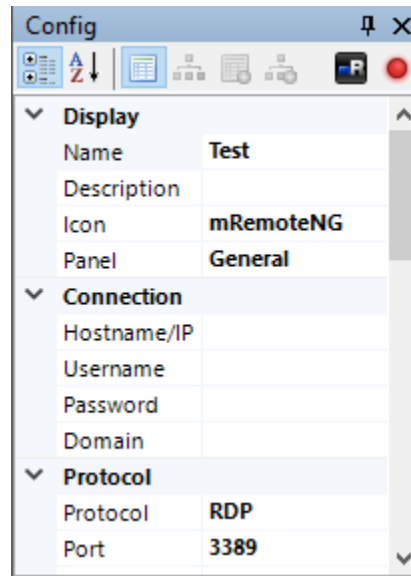 Config
A
Z
mR
Display
Name Test
Description
Icon mRemoteNG
Panel General
Connection
Hostname/IP
Username
Password
Domain
Protocol
Protocol RDP
Port 3389